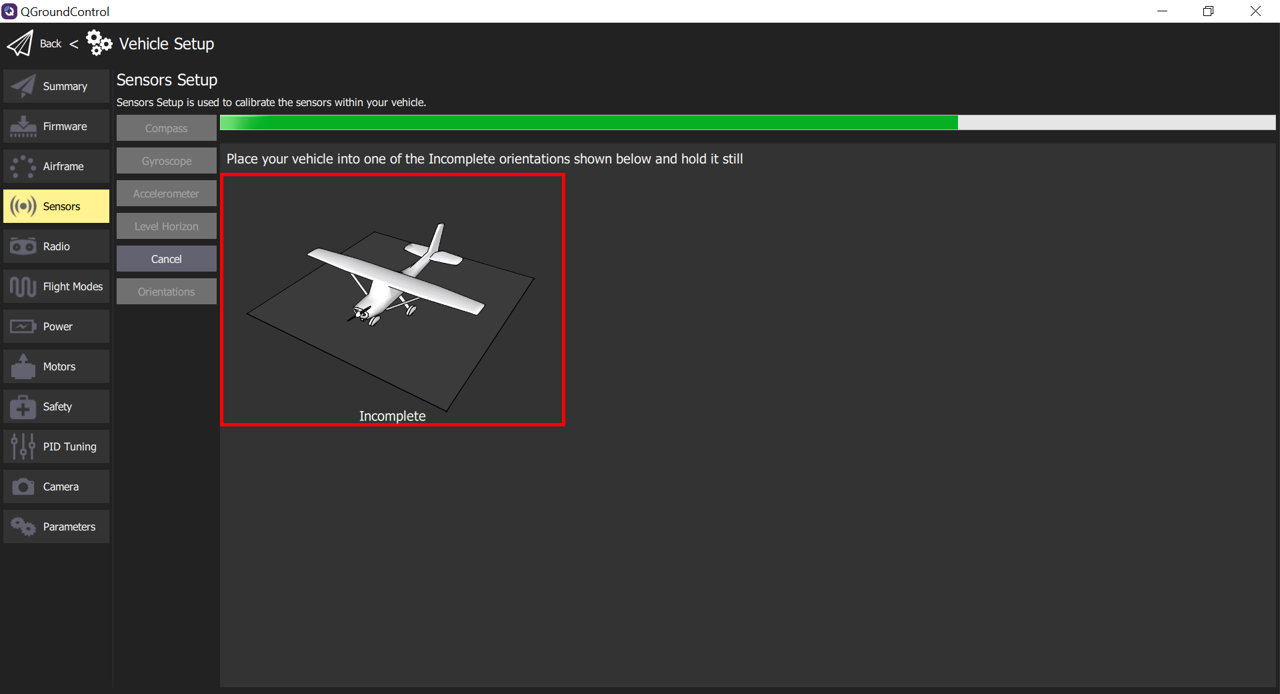 QGroundControl
Back < Vehicle Setup
Summary
Firmware
Airframe
Sensors
Radio
Flight Modes
Power
Motors
Safety
PID Tuning
Camera
Parameters
Sensors Setup
Sensors Setup is used to calibrate the sensors within your vehicle.
Compass
Gyroscope
Accelerometer
Level Horizon
Cancel
Orientations
Place your vehicle into one of the Incomplete orientations shown below and hold it still
Incomplete